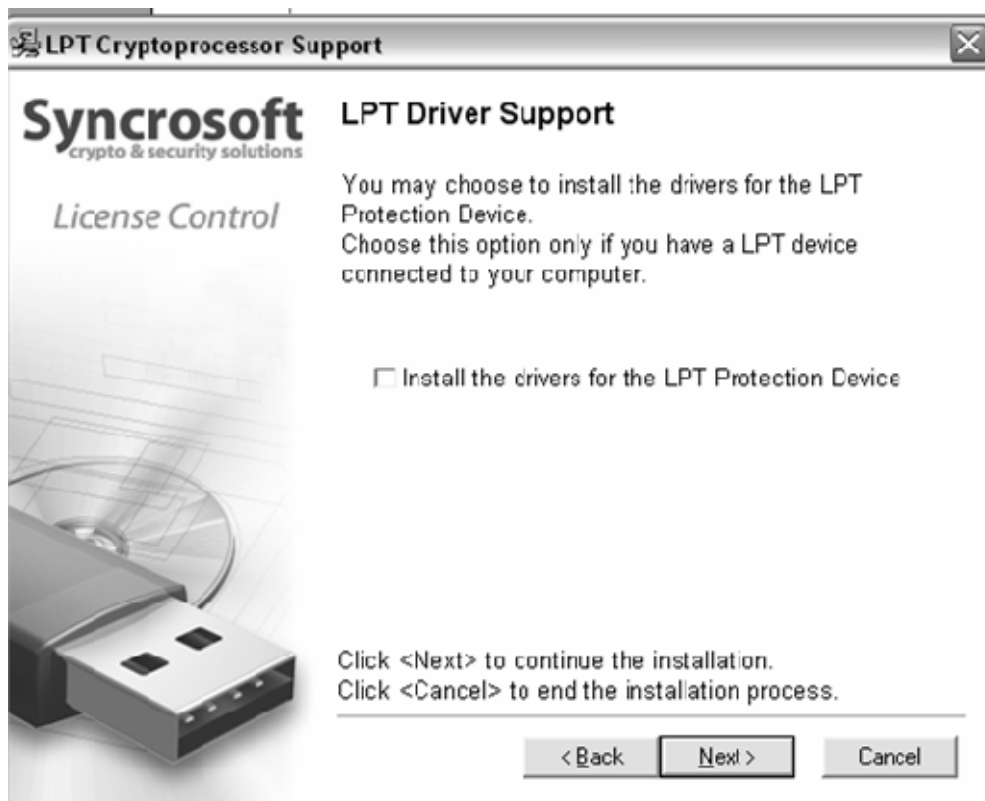 LPT Cryptoprocessor Support
Syncrosoft
crypto & security solutions
License Control
LPT Driver Support
You may choose to install the drivers for the LPT
Protection Device.
Choose this option only if you have a LPT device
connected to your computer.
Install the drivers for the LPT Protection Device
Click <Next> to continue the installation.
Click <Cancel> to end the installation process.
< Back
Next >
Cancel